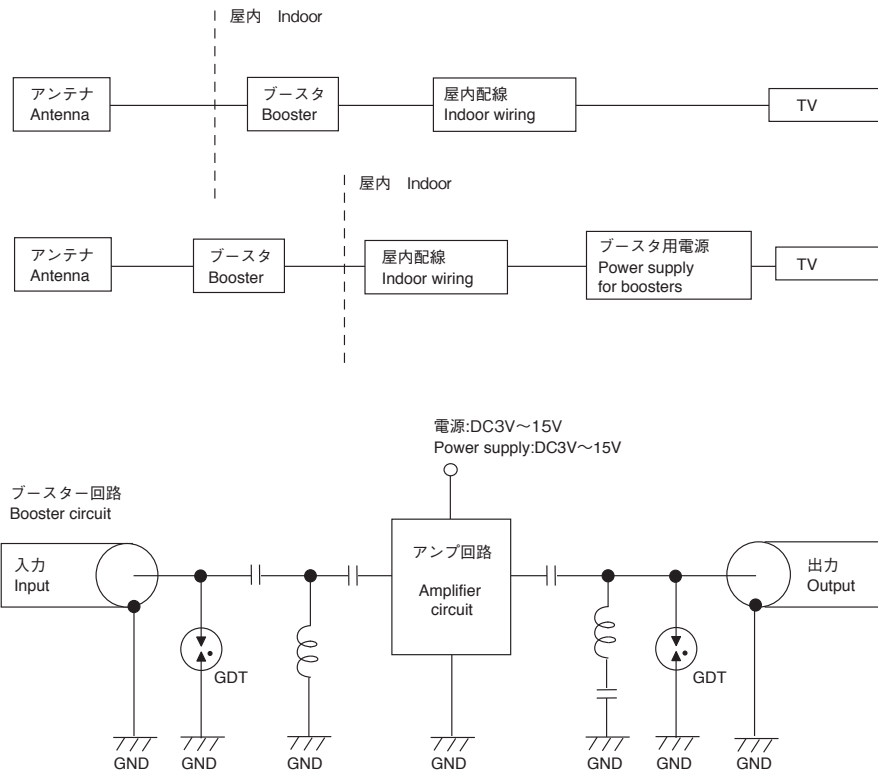 屋内 Indoor
アンテナ
Antenna
ブースタ
Booster
屋内配線
Indoor wiring
TV
屋内 Indoor
アンテナ
Antenna
ブースタ
Booster
屋内配線
Indoor wiring
ブースタ用電源
Power supply
for boosters
TV
電源:DC3V〜15V
Power supply:DC3V〜15V
ブースター回路
Booster circuit
入力
Input
アンプ回路
Amplifier
circuit
出力
Output
GDT
GDT
GND
GND
GND
GND
GND
GND
GND